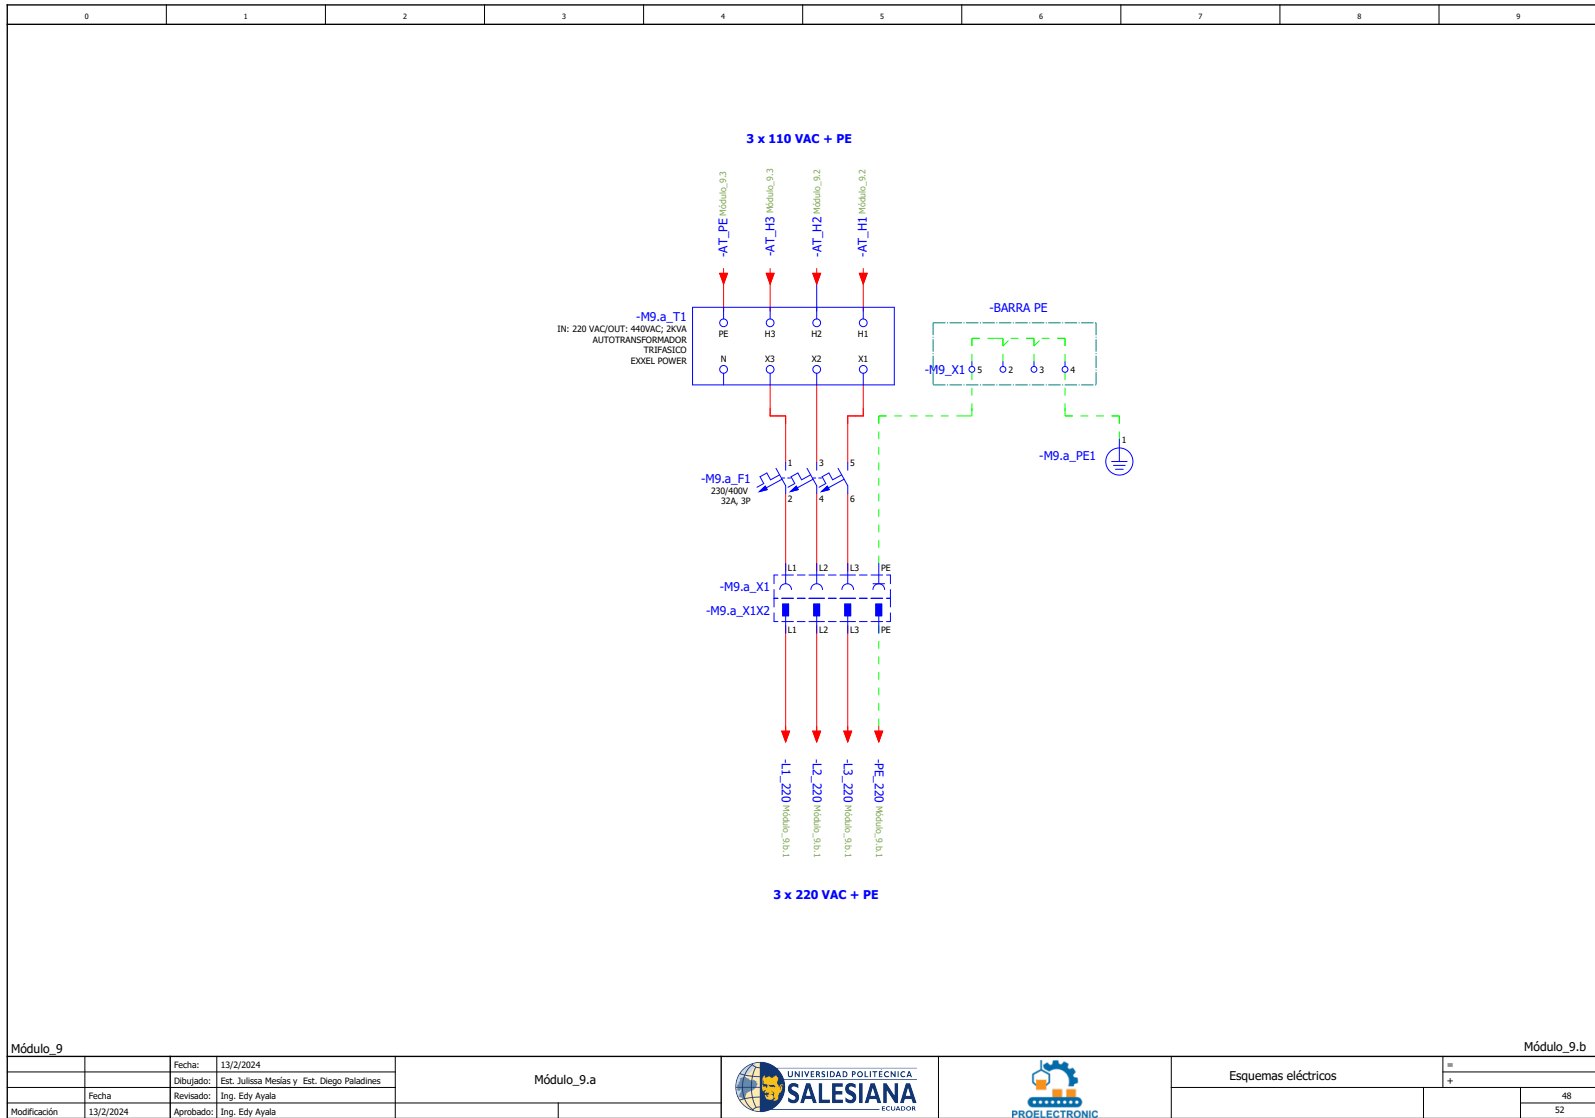 0 1 2 3 4 5 6 7 8 9
3 x 110 VAC + PE
-AT_PE Módulo_9.3
-AT_H3 Módulo_9.3
-AT_H2 Módulo_9.2
-AT_H1 Módulo_9.2
-M9.a_T1
IN: 220 VAC/OUT: 440VAC; 2KVA
AUTOTRANSFORMADOR
TRIFASICO
EXXEL POWER
PE H3 H2 H1
N X3 X2 X1
-BARRA PE
-M9_X1 5 2 3 4
-M9.a_PE1
1
-M9.a_F1
230/400V
32A, 3P
1 3 5
2 4 6
L1 L2 L3 PE
-M9.a_X1
-M9.a_X1X2
L1 L2 L3 PE
-L1_220 Módulo_9.b.1
-L2_220 Módulo_9.b.1
-L3_220 Módulo_9.b.1
-PE_220 Módulo_9.b.1
3 x 220 VAC + PE
Módulo_9
Módulo_9.b
Fecha: 13/2/2024
Dibujado: Est. Julissa Mesías y Est. Diego Paladines
Fecha Revisado: Ing. Edy Ayala
Modificación 13/2/2024 Aprobado: Ing. Edy Ayala
Módulo_9.a
UNIVERSIDAD POLITECNICA
SALESIANA
ECUADOR
PROELECTRONIC
Esquemas eléctricos
=
+
48
52